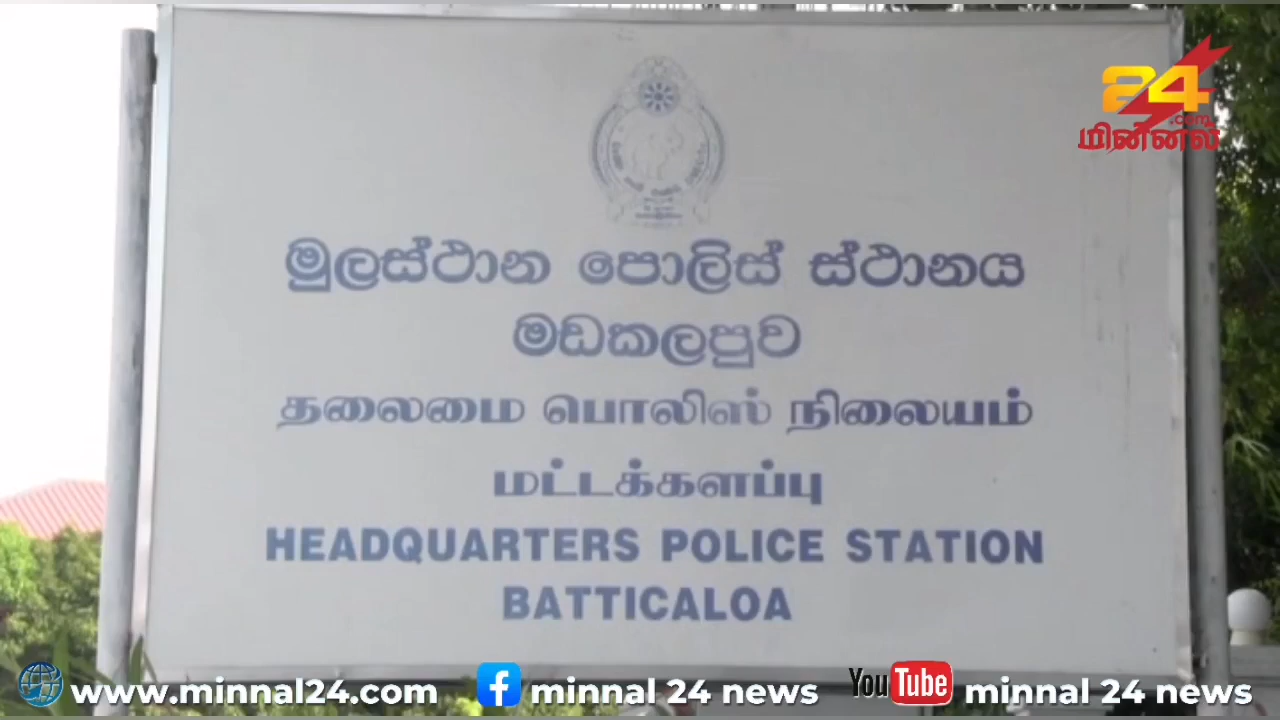 24
.com
மின்னல்
මුලස්ථාන පොලිස් ස්ථානය
මඩකලපුව
தலைமை பொலிஸ் நிலையம்
மட்டக்களப்பு
HEADQUARTERS POLICE STATION
BATTICALOA
www.minnal24.com
minnal 24 news
YouTube minnal 24 news